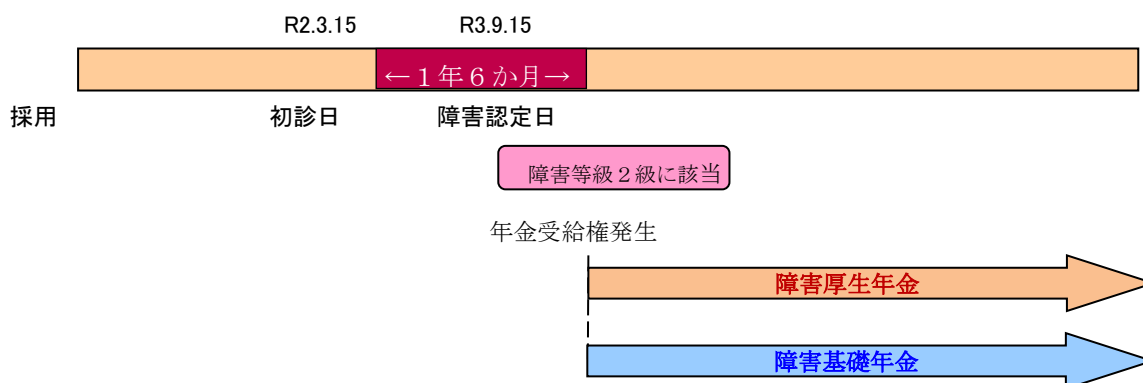 R2.3.15 R3.9.15
←１年６か月→
採用 初診日 障害認定日
障害等級２級に該当
年金受給権発生
障害厚生年金
障害基礎年金